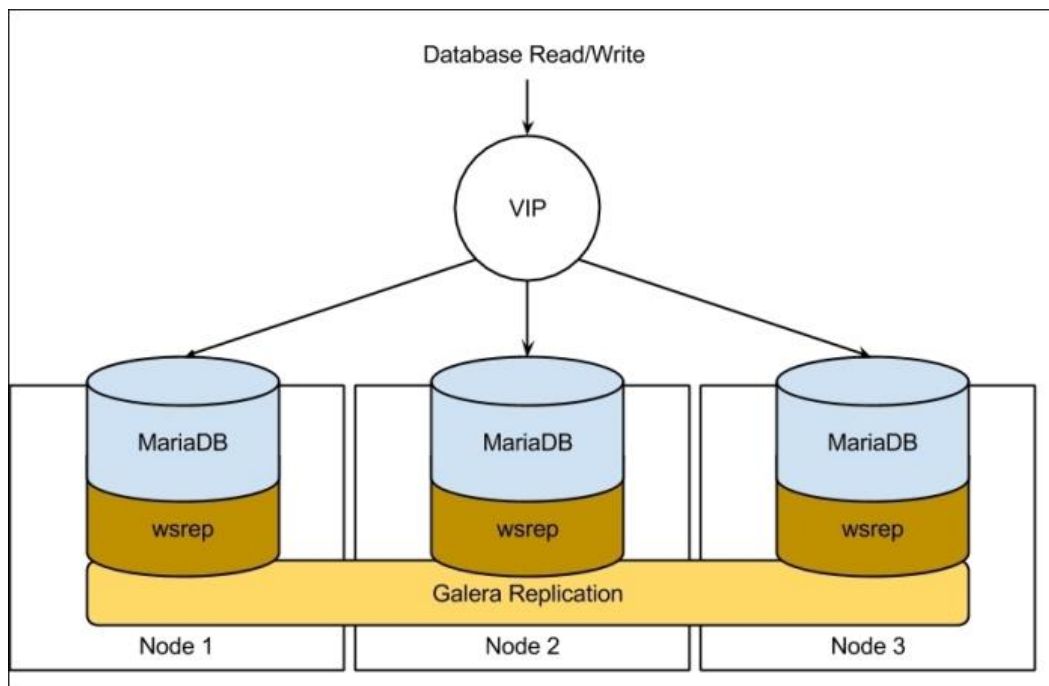 Database Read/Write
VIP
MariaDB
MariaDB
MariaDB
wsrep
wsrep
wsrep
Galera Replication
Node 1
Node 2
Node 3